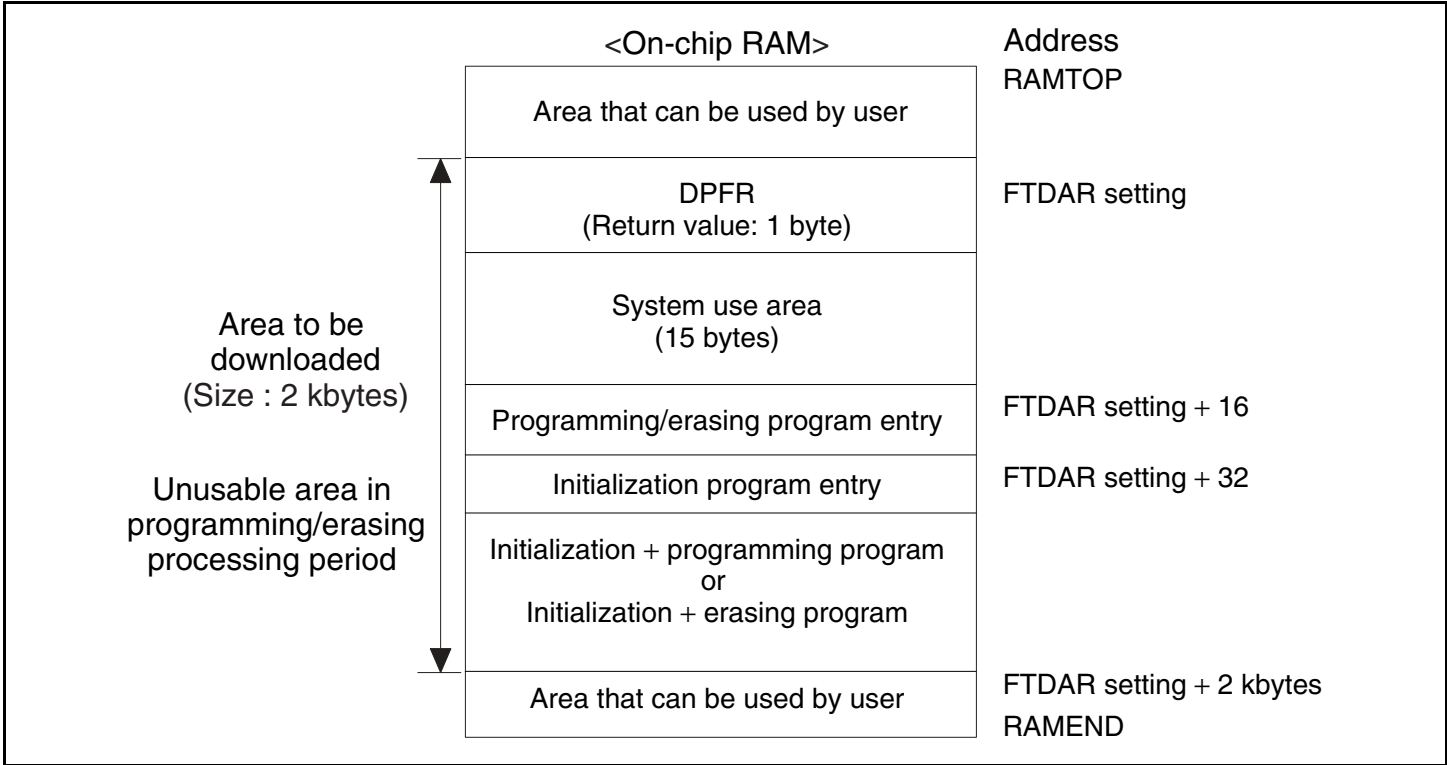 <On-chip RAM>
Address
RAMTOP
Area that can be used by user
DPFR
(Return value: 1 byte)
FTDAR setting
System use area
(15 bytes)
Area to be
downloaded
(Size : 2 kbytes)
Programming/erasing program entry
FTDAR setting + 16
Initialization program entry
FTDAR setting + 32
Unusable area in
programming/erasing
processing period
Initialization + programming program
or
Initialization + erasing program
Area that can be used by user
FTDAR setting + 2 kbytes
RAMEND